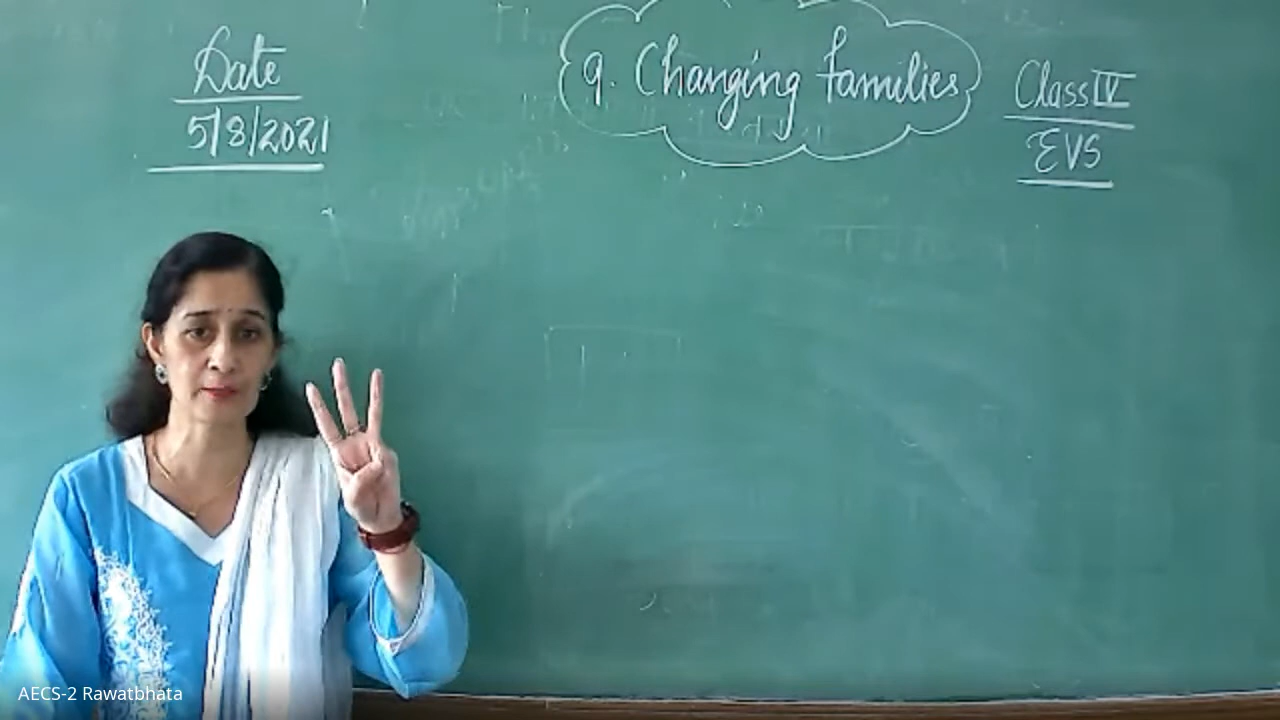 Date
5/8/2021
9. Changing families
Class IV
EVS
AECS-2 Rawatbhata